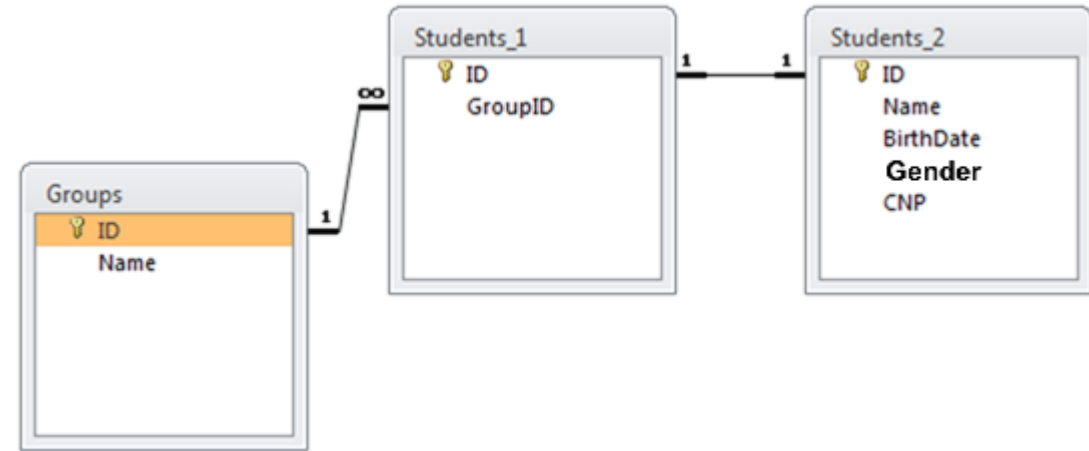 Groups
ID
Name
1
∞
Students_1
ID
GroupID
1
1
Students_2
ID
Name
BirthDate
Gender
CNP